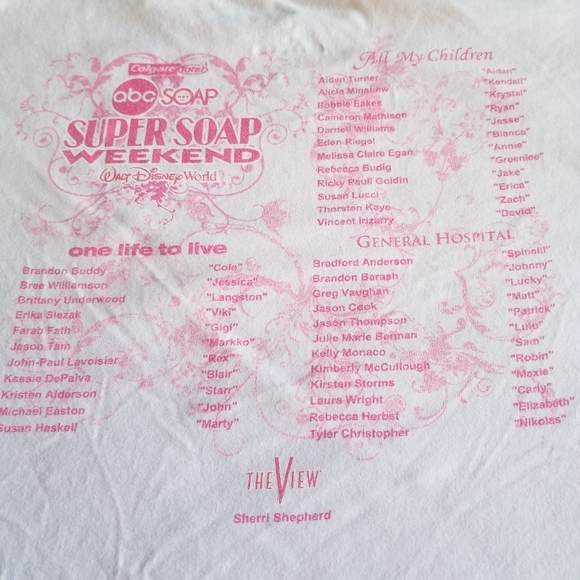 Colgate Total
abc SOAP
SUPER SOAP
WEEKEND
Walt Disney World
All My Children
Aidan Turner "Aidan"
Alicia Minshew "Kendall"
Bobbie Eakes "Krystal"
Cameron Mathison "Ryan"
Darnell Williams "Jesse"
Eden Riegel "Bianca"
Melissa Claire Egan "Annie"
Rebecca Budig "Greenlee"
Ricky Paull Goldin "Jake"
Susan Lucci "Erica"
Thorsten Kaye "Zach"
Vincent Irizarry "David"
one life to live
Brandon Buddy "Cole"
Bree Williamson "Jessica"
Brittany Underwood "Langston"
Erika Slezak "Viki"
Farah Fath "Gigi"
Jason Tam "Markko"
John-Paul Lavoisier "Rex"
Kassie DePaiva "Blair"
Kristen Alderson "Starr"
Michael Easton "John"
Susan Haskell "Marty"
GENERAL HOSPITAL
Bradford Anderson "Spinelli"
Brandon Barash "Johnny"
Greg Vaughan "Lucky"
Jason Cook "Matt"
Jason Thompson "Patrick"
Julie Marie Berman "Lulu"
Kelly Monaco "Sam"
Kimberly McCullough "Robin"
Kirsten Storms "Maxie"
Laura Wright "Carly"
Rebecca Herbst "Elizabeth"
Tyler Christopher "Nikolas"
THE VIEW
Sherri Shepherd